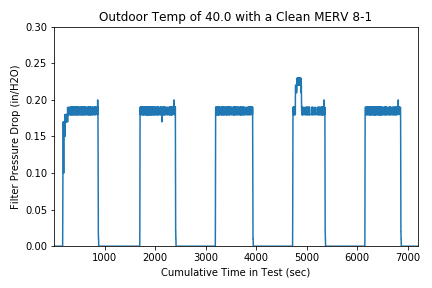 Outdoor Temp of 40.0 with a Clean MERV 8-1
Filter Pressure Drop (in/H2O)
0.30
0.25
0.20
0.15
0.10
0.05
0.00
1000 2000 3000 4000 5000 6000 7000
Cumulative Time in Test (sec)